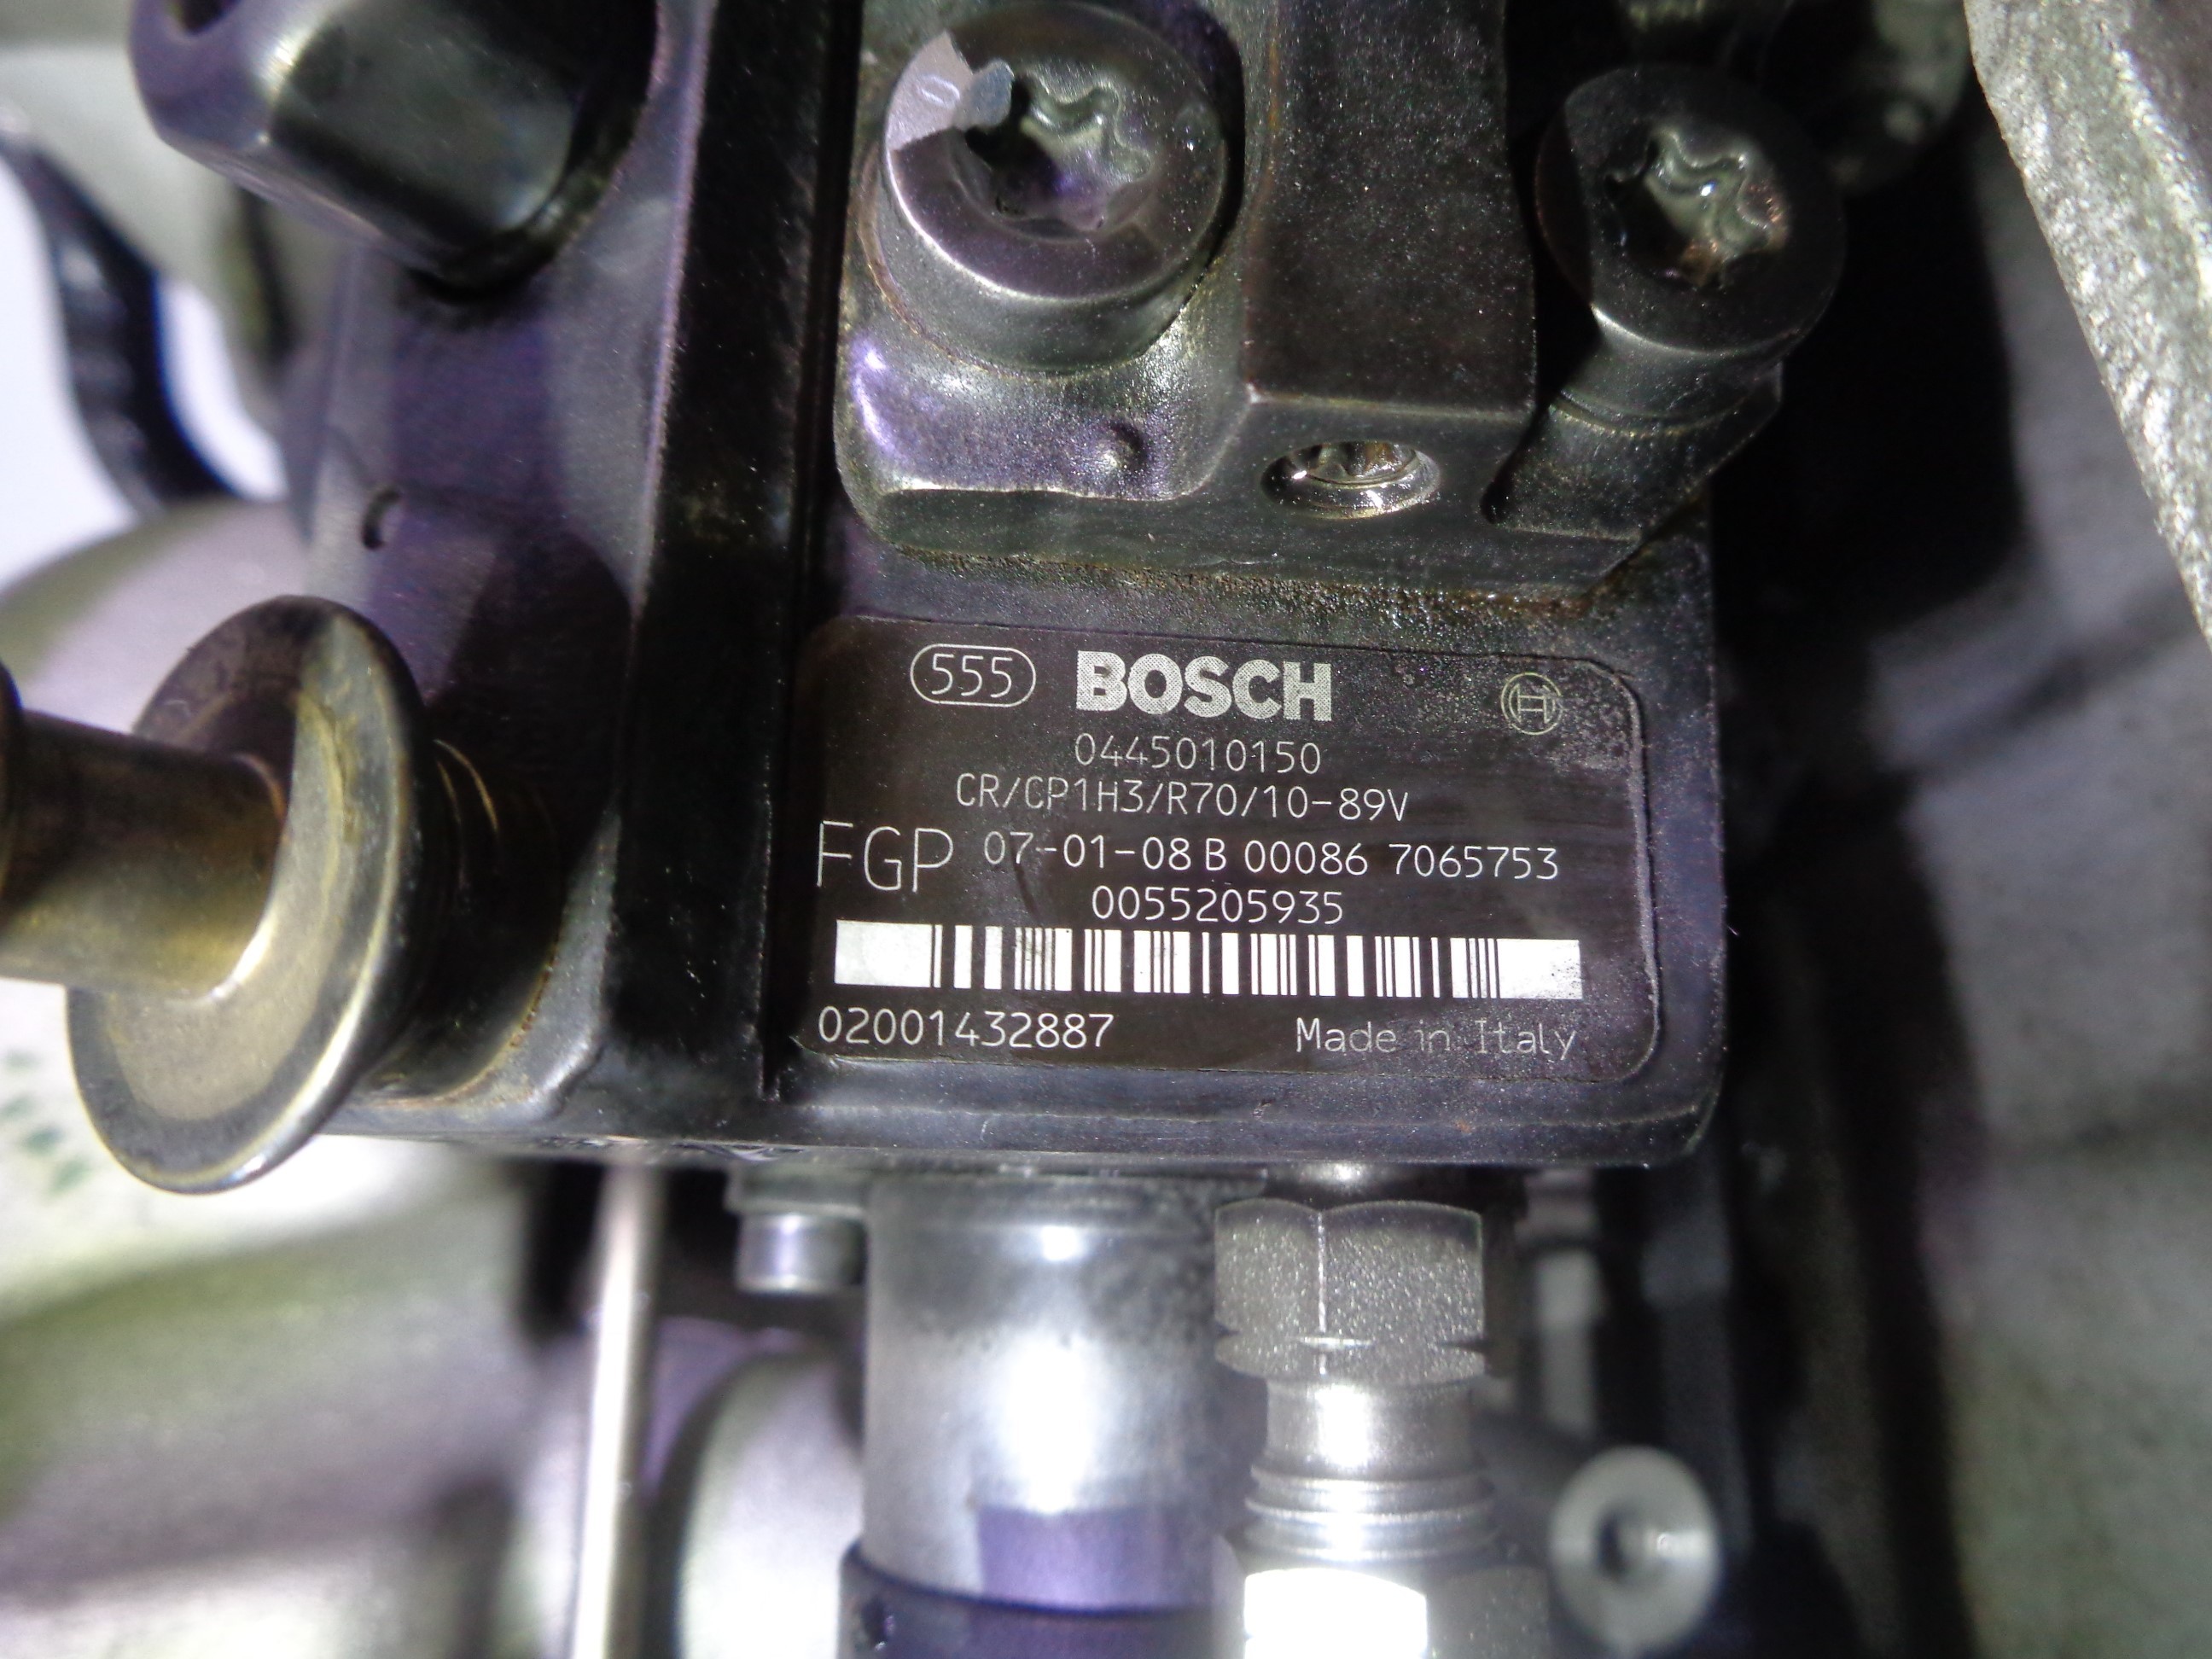 555 BOSCH
0445010150
CR/CP1H3/R70/10-89V
FGP 07-01-08 B 00086 7065753
0055205935
02001432887 Made in Italy